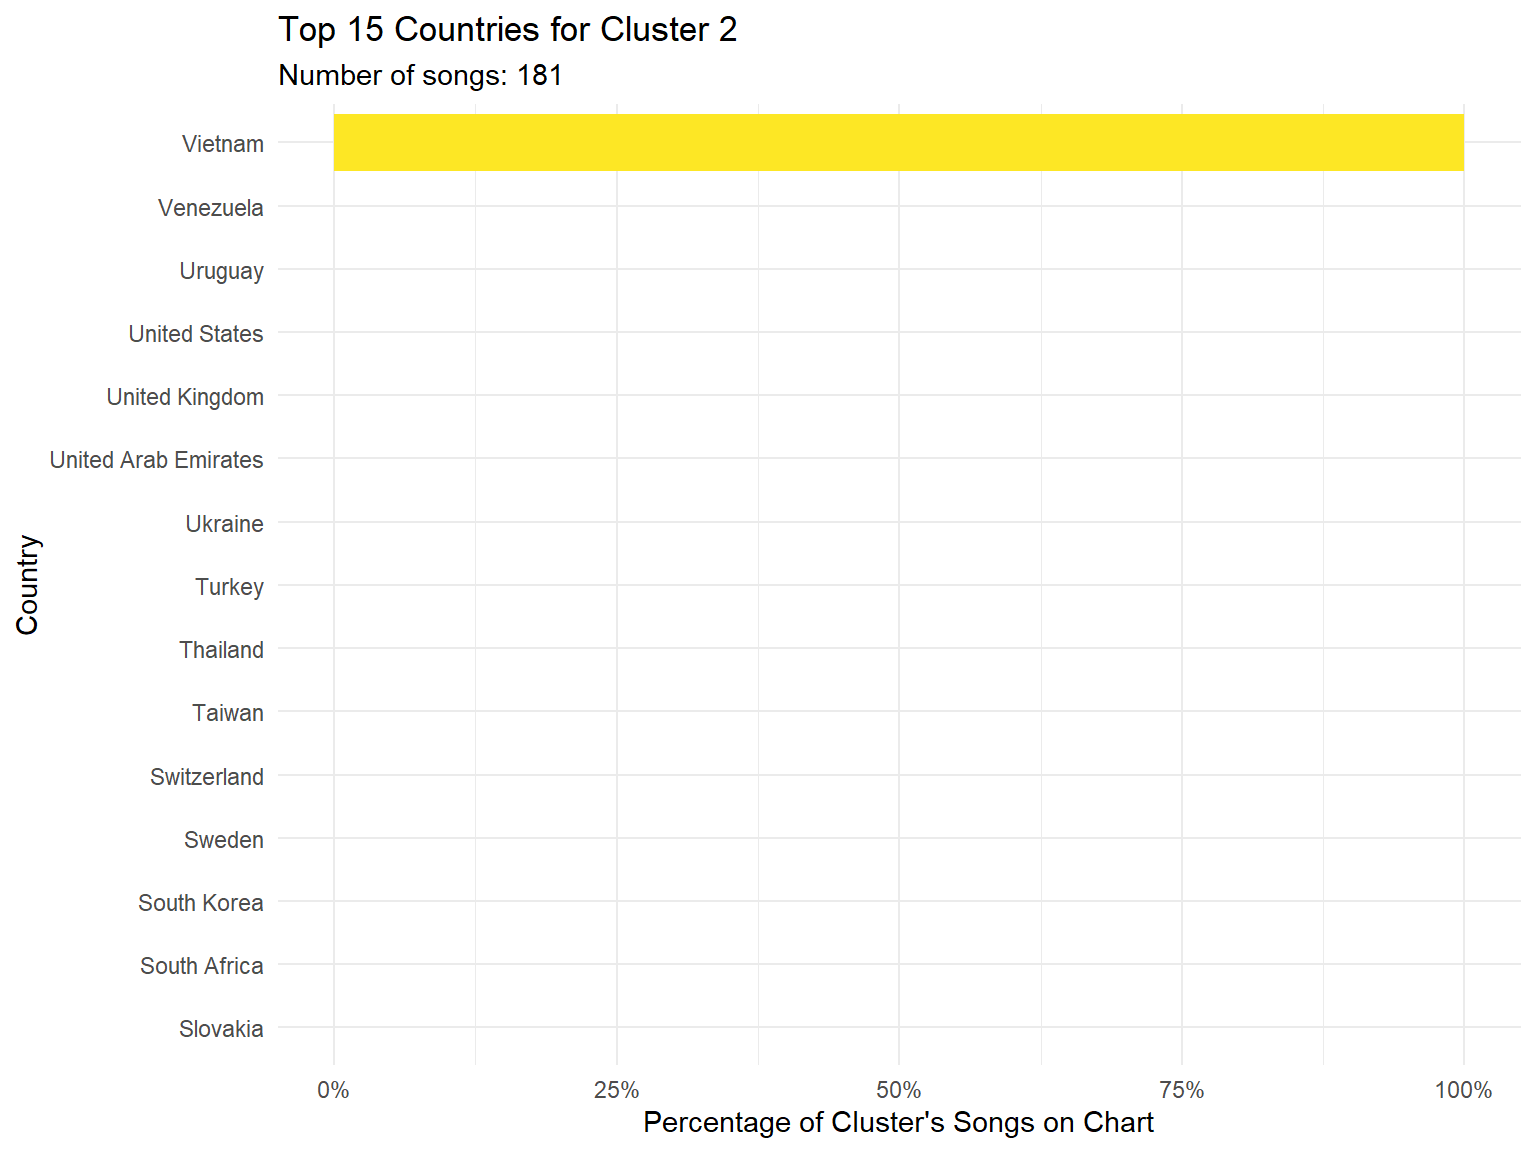 Top 15 Countries for Cluster 2
Number of songs: 181
Vietnam
Venezuela
Uruguay
United States
United Kingdom
United Arab Emirates
Ukraine
Turkey
Thailand
Taiwan
Switzerland
Sweden
South Korea
South Africa
Slovakia
Country
0% 25% 50% 75% 100%
Percentage of Cluster's Songs on Chart